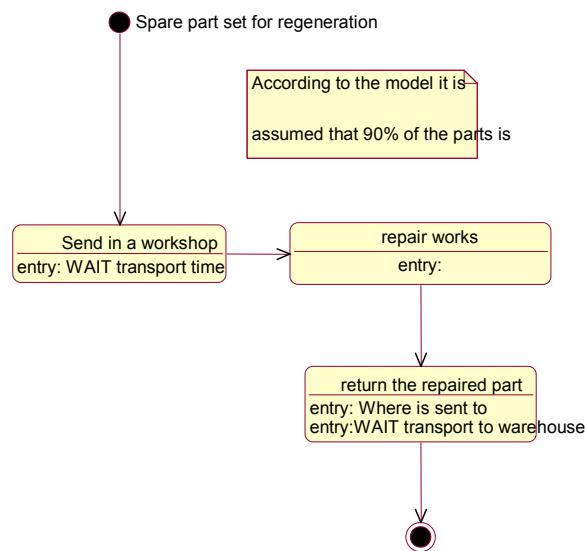 Spare part set for regeneration
According to the model it is
assumed that 90% of the parts is
Send in a workshop
entry: WAIT transport time
repair works
entry:
return the repaired part
entry: Where is sent to
entry:WAIT transport to warehouse